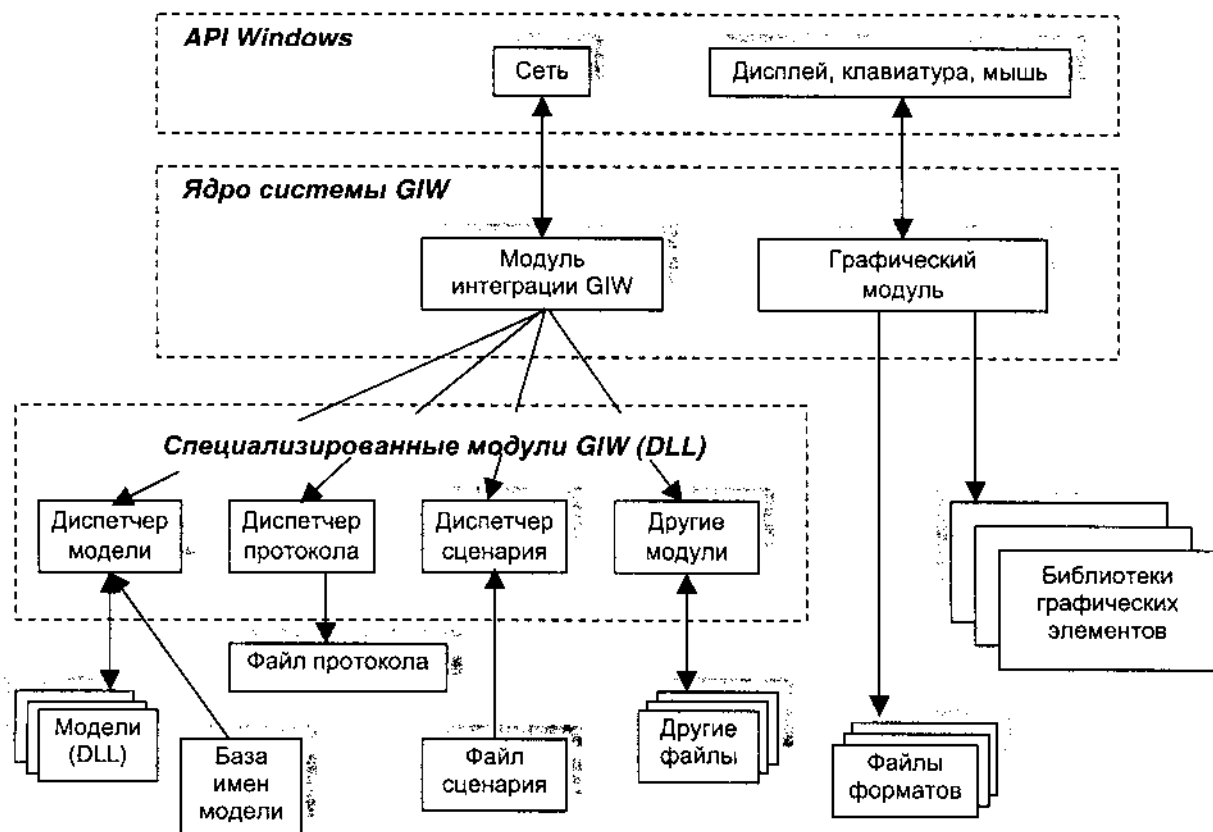 API Windows
Сеть
Дисплей, клавиатура, мышь
Ядро системы GIW
Модуль
интеграции GIW
Графический
модуль
Специализированные модули GIW (DLL)
Диспетчер
модели
Диспетчер
протокола
Диспетчер
сценария
Другие
модули
Библиотеки
графических
элементов
Файл протокола
Модели
(DLL)
База
имен
модели
Файл
сценария
Другие
файлы
Файлы
форматов